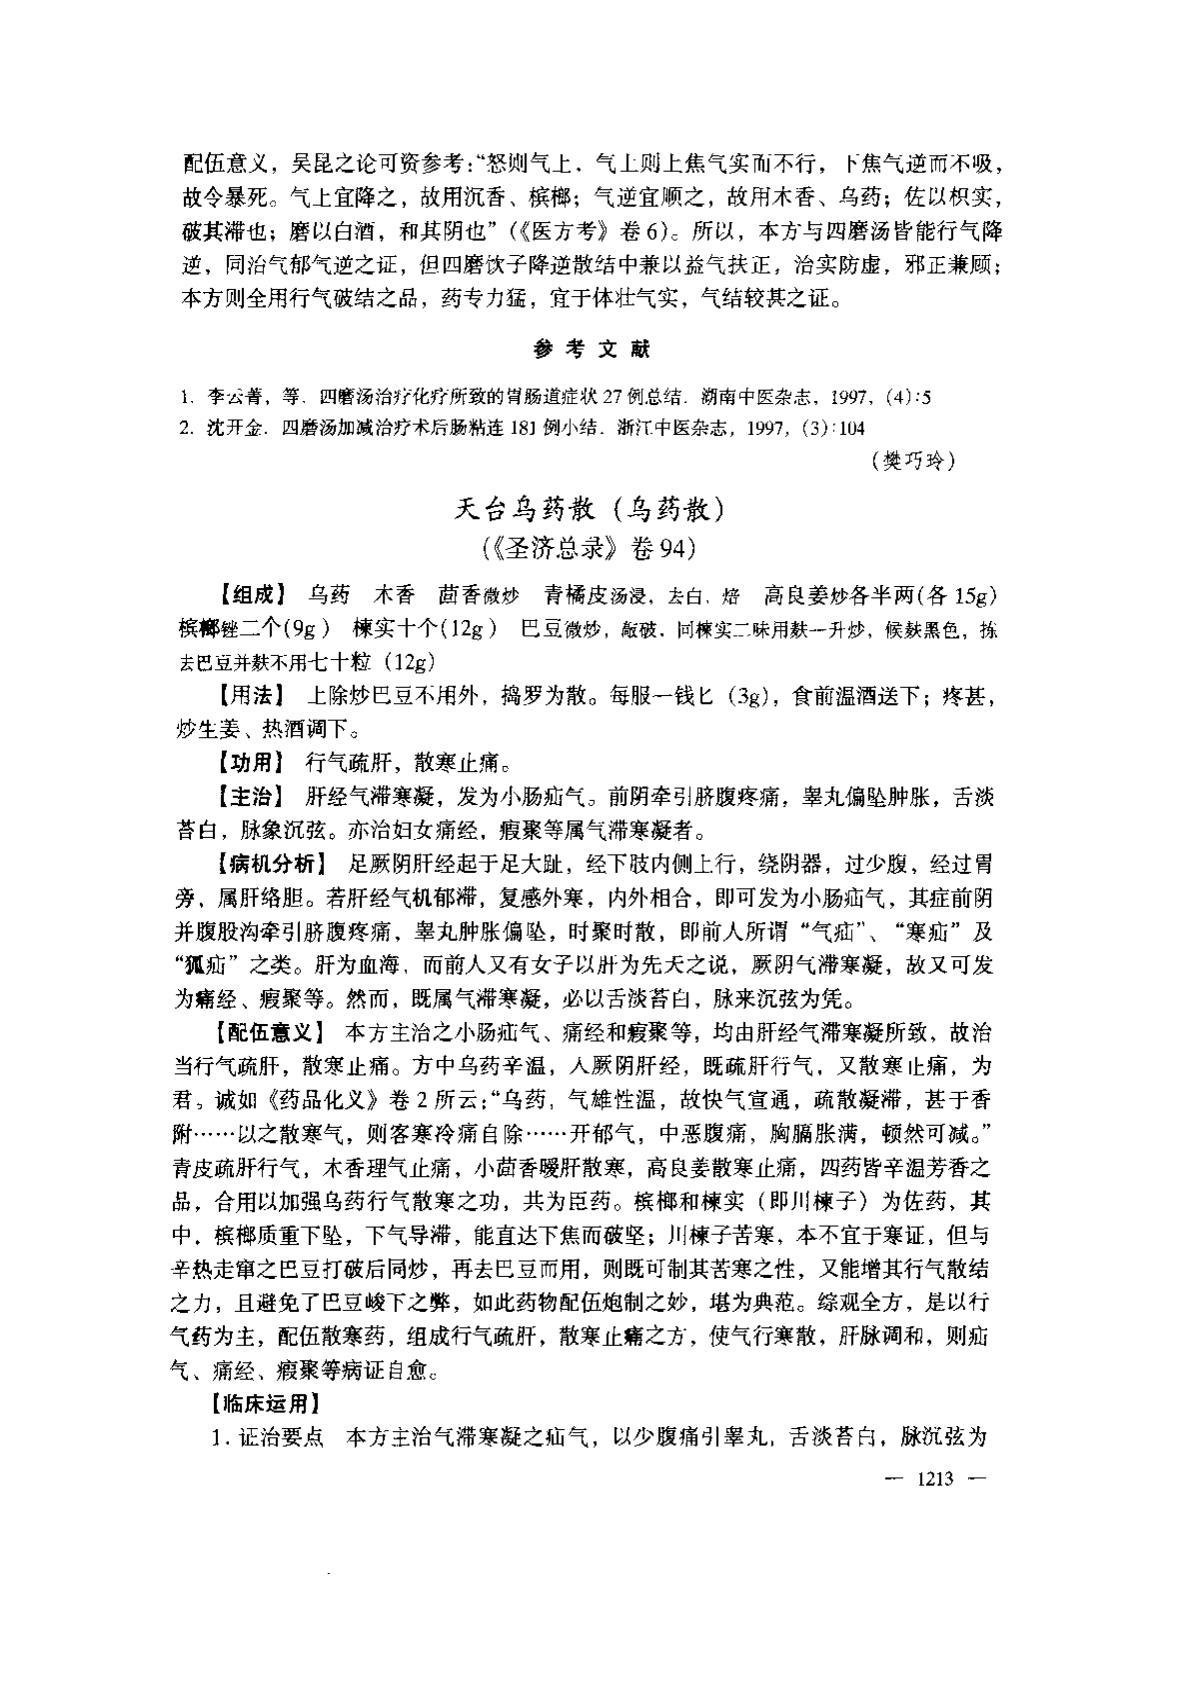 配伍意义，吴昆之论可资参考：“怒则气上，气上则上焦气实而不行，下焦气逆而不吸，
故令暴死。气上宜降之，故用沉香、槟榔；气逆宜顺之，故用木香、乌药；佐以枳实，
破其滞也；磨以白酒，和其阴也”（《医方考》卷6）。所以，本方与四磨汤皆能行气降
逆，同治气郁气逆之证，但四磨饮子降逆散结中兼以益气扶正，治实防虚，邪正兼顾；
本方则全用行气破结之品，药专力猛，宜于体壮气实，气结较甚之证。
参考文献
1. 李云菁，等. 四磨汤治疗化疗所致的胃肠道症状27例总结. 湖南中医杂志，1997，(4):5
2. 沈开金. 四磨汤加减治疗术后肠粘连181例小结. 浙江中医杂志，1997，(3):104
（樊巧玲）
天台乌药散（乌药散）
（《圣济总录》卷94）
【组成】 乌药 木香 茴香微炒 青橘皮汤浸，去白，焙 高良姜炒各半两(各15g)
槟榔锉二个(9g) 楝实十个(12g) 巴豆微炒，敲破，同楝实二味用麸一升炒，候麸黑色，拣
去巴豆并麸不用七十粒（12g）
【用法】 上除炒巴豆不用外，捣罗为散。每服一钱匕（3g），食前温酒送下；疼甚，
炒生姜、热酒调下。
【功用】 行气疏肝，散寒止痛。
【主治】 肝经气滞寒凝，发为小肠疝气。前阴牵引脐腹疼痛，睾丸偏坠肿胀，舌淡
苔白，脉象沉弦。亦治妇女痛经，瘕聚等属气滞寒凝者。
【病机分析】 足厥阴肝经起于足大趾，经下肢内侧上行，绕阴器，过少腹，经过胃
旁，属肝络胆。若肝经气机郁滞，复感外寒，内外相合，即可发为小肠疝气，其症前阴
并腹股沟牵引脐腹疼痛，睾丸肿胀偏坠，时聚时散，即前人所谓“气疝”、“寒疝”及
“狐疝”之类。肝为血海，而前人又有女子以肝为先天之说，厥阴气滞寒凝，故又可发
为痛经、瘕聚等。然而，既属气滞寒凝，必以舌淡苔白，脉来沉弦为凭。
【配伍意义】 本方主治之小肠疝气、痛经和瘕聚等，均由肝经气滞寒凝所致，故治
当行气疏肝，散寒止痛。方中乌药辛温，入厥阴肝经，既疏肝行气，又散寒止痛，为
君。诚如《药品化义》卷2所云：“乌药，气雄性温，故快气宣通，疏散凝滞，甚于香
附……以之散寒气，则客寒冷痛自除……开郁气，中恶腹痛，胸膈胀满，顿然可减。”
青皮疏肝行气，木香理气止痛，小茴香暖肝散寒，高良姜散寒止痛，四药皆辛温芳香之
品，合用以加强乌药行气散寒之功，共为臣药。槟榔和楝实（即川楝子）为佐药，其
中，槟榔质重下坠，下气导滞，能直达下焦而破坚；川楝子苦寒，本不宜于寒证，但与
辛热走窜之巴豆打破后同炒，再去巴豆而用，则既可制其苦寒之性，又能增其行气散结
之力，且避免了巴豆峻下之弊，如此药物配伍炮制之妙，堪为典范。综观全方，是以行
气药为主，配伍散寒药，组成行气疏肝，散寒止痛之方，使气行寒散，肝脉调和，则疝
气、痛经、瘕聚等病证自愈。
【临床运用】
1. 证治要点 本方主治气滞寒凝之疝气，以少腹痛引睾丸，舌淡苔白，脉沉弦为
— 1213 —